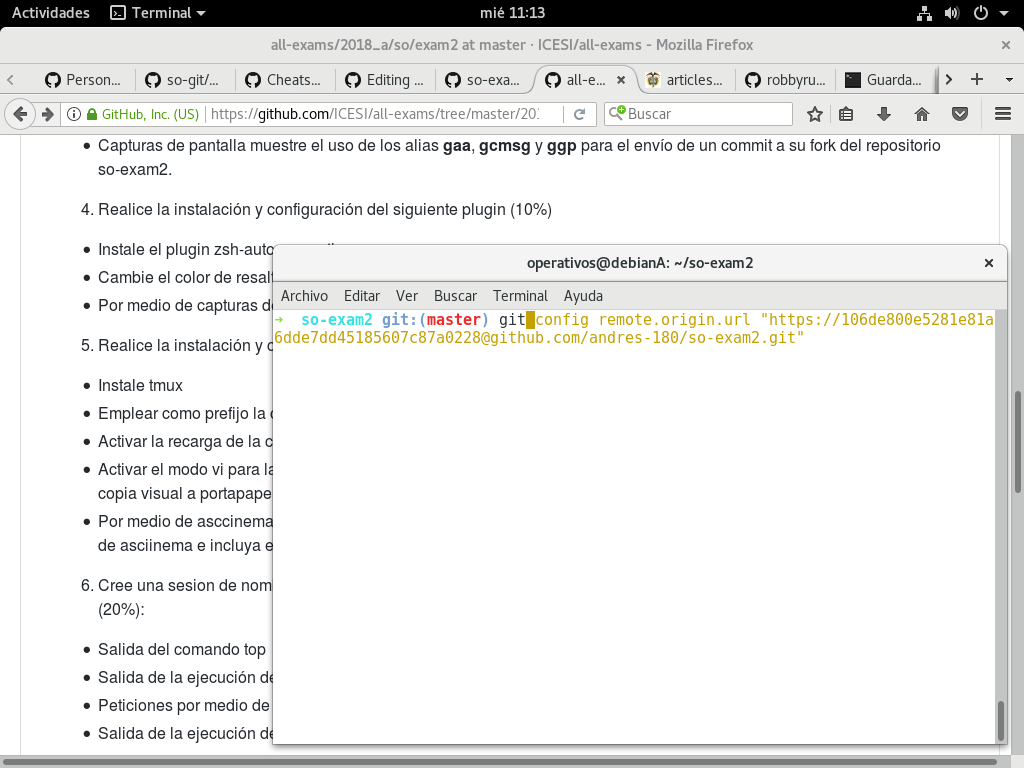 Actividades Terminal mié 11:13
all-exams/2018_a/so/exam2 at master · ICESI/all-exams - Mozilla Firefox
Person... so-git/... Cheats... Editing ... so-exa... all-e... articles... robbyru... Guarda...
GitHub, Inc. (US) https://github.com/ICESI/all-exams/tree/master/20 Buscar
• Capturas de pantalla muestre el uso de los alias gaa, gcmsg y ggp para el envío de un commit a su fork del repositorio
so-exam2.
4. Realice la instalación y configuración del siguiente plugin (10%)
• Instale el plugin zsh-auto
• Cambie el color de resal
• Por medio de capturas d
5. Realice la instalación y c
• Instale tmux
• Emplear como prefijo la
• Activar la recarga de la c
• Activar el modo vi para la
copia visual a portapape
• Por medio de asccinema
de asciinema e incluya e
6. Cree una sesion de nom
(20%):
• Salida del comando top
• Salida de la ejecución de
• Peticiones por medio de
• Salida de la ejecución de
operativos@debianA: ~/so-exam2
Archivo Editar Ver Buscar Terminal Ayuda
➜ so-exam2 git:(master) git config remote.origin.url "https://106de800e5281e81a
6dde7dd45185607c87a0228@github.com/andres-180/so-exam2.git"